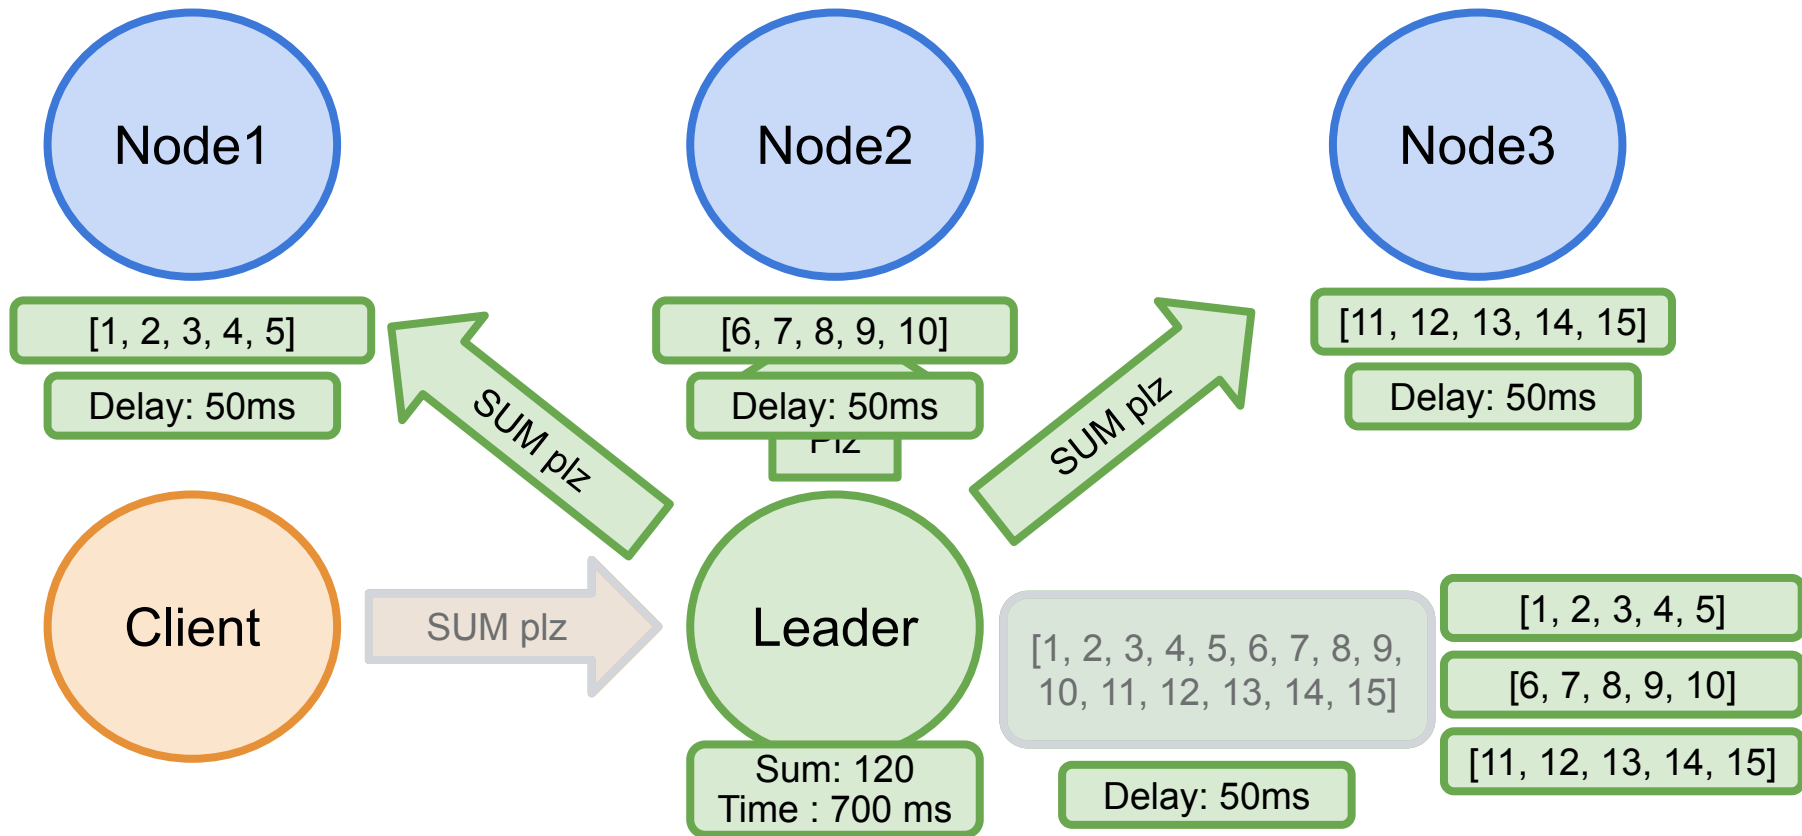 Node1
Node2
Node3
[1, 2, 3, 4, 5]
[6, 7, 8, 9, 10]
[11, 12, 13, 14, 15]
Delay: 50ms
Delay: 50ms
Delay: 50ms
SUM plz
Plz
SUM plz
Client
SUM plz
Leader
[1, 2, 3, 4, 5, 6, 7, 8, 9,
10, 11, 12, 13, 14, 15]
[1, 2, 3, 4, 5]
[6, 7, 8, 9, 10]
[11, 12, 13, 14, 15]
Sum: 120
Time : 700 ms
Delay: 50ms